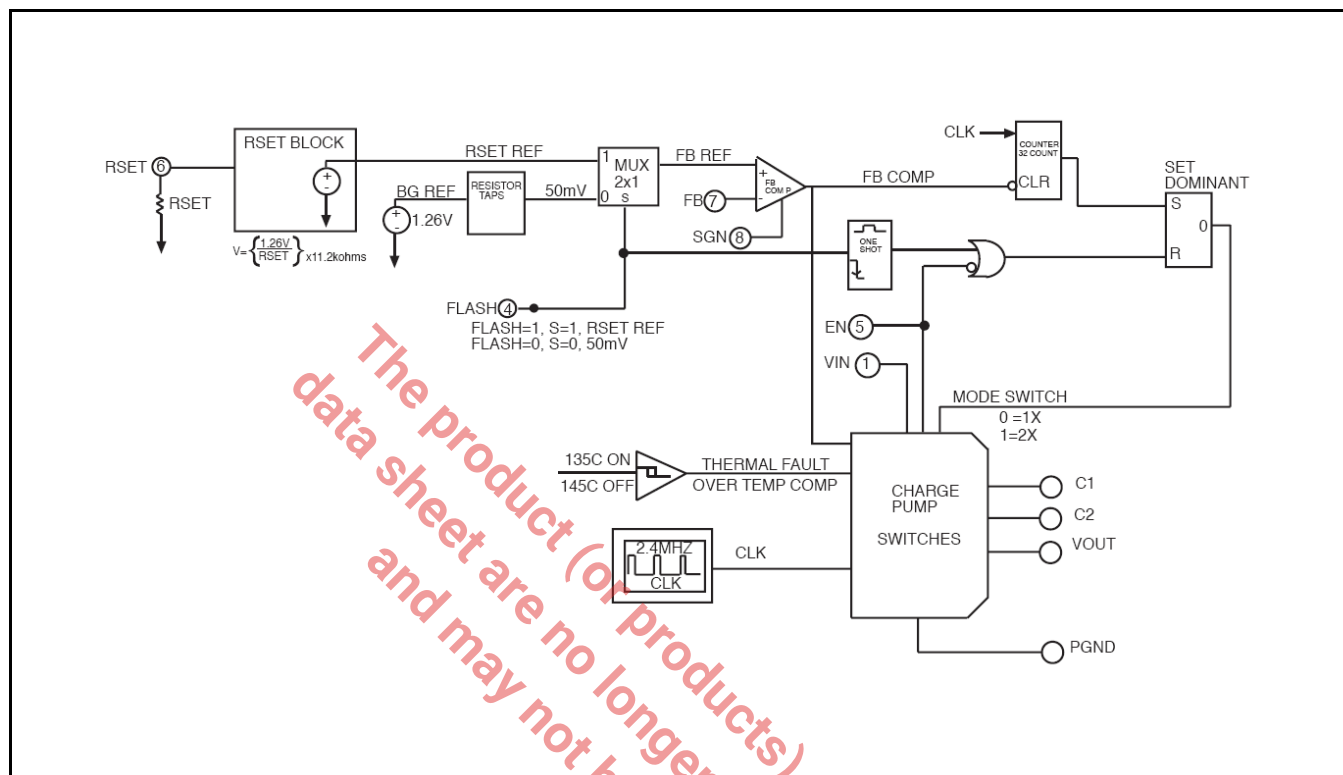 RSET 6
RSET
RSET BLOCK
+
-
V={1.26V/RSET} x11.2kohms
RSET REF
BG REF
+
-
1.26V
RESISTOR
TAPS
50mV
1
0
MUX
2x1
S
FB REF
+
-
FB
COM P
FB 7
SGN 8
FB COMP
CLK
COUNTER
32 COUNT
CLR
SET
DOMINANT
S
0
R
ONE
SHOT
FLASH 4
FLASH=1, S=1, RSET REF
FLASH=0, S=0, 50mV
EN 5
VIN 1
MODE SWITCH
0 =1X
1=2X
135C ON
145C OFF
THERMAL FAULT
OVER TEMP COMP
2.4MHZ
CLK
CLK
CHARGE
PUMP
SWITCHES
C1
C2
VOUT
PGND
The product (or products)
data sheet are no longer
and may not